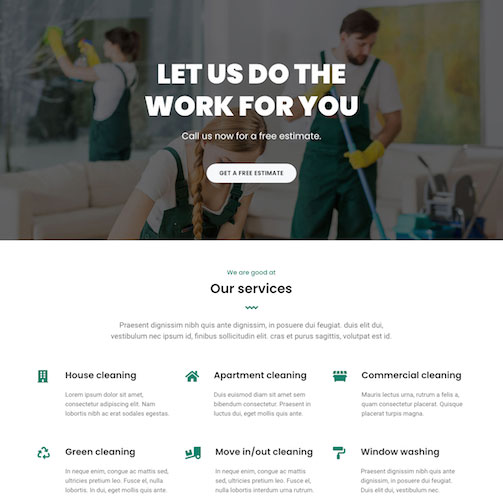 LET US DO THE
WORK FOR YOU
Call us now for a free estimate.
GET A FREE ESTIMATE
We are good at
Our services
Praesent dignissim nibh quis ante dignissim, in posuere dui feugiat. duis elit dui,
vestibulum nec ipsum id, finibus sollicitudin elit. cras et purus sagittis, volutpat est id.
House cleaning
Lorem ipsum dolor sit amet,
consectetur adipiscing elit. Nam
lobortis nibh ac erat sodales egestas.
Apartment cleaning
Duis euismod diam sit amet sem
bibendum consectetur. Praesent in
luctus dui, eget mollis quis ante.
Commercial cleaning
Mauris lectus urna, rutrum a felis a,
quam consectetur placerat. Quisque
placerat turpis magna.
Green cleaning
In neque enim, congue ac mattis sed,
ultricies pretium leo. Fusce el nulla,
lobortis. In dui, eget mollis quis ante.
Move in/out cleaning
In neque enim, congue ac mattis
sed, ultricies pretium leo. Fusce el
nulla, eget interdum rutrum.
Window washing
Praesent dignissim nibh quis ante
dignissim, in posuere dui feugiat.
Duis elit dui, vestibulum nec.